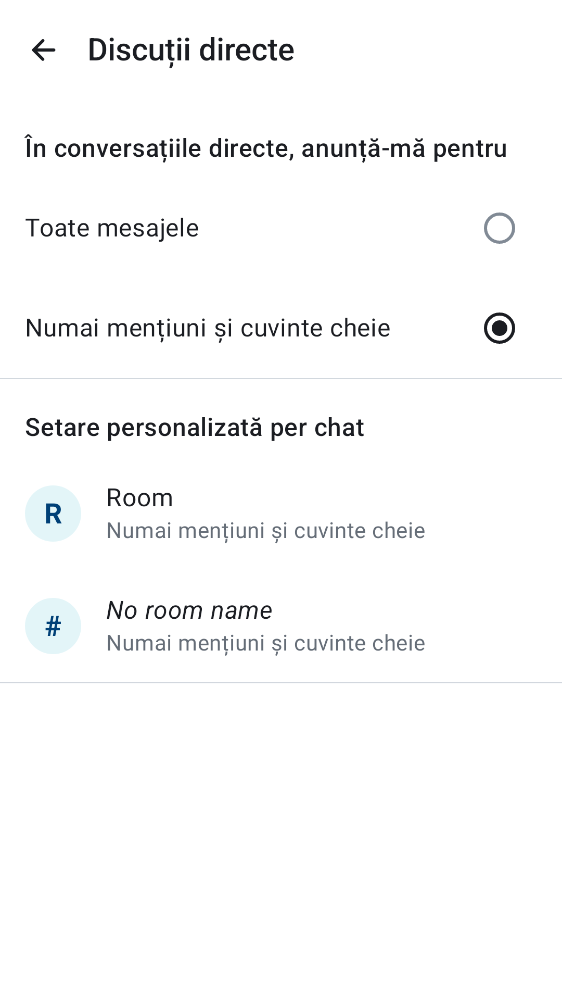 Discuții directe
În conversațiile directe, anunță-mă pentru
Toate mesajele
Numai mențiuni și cuvinte cheie
Setare personalizată per chat
R
Room
Numai mențiuni și cuvinte cheie
#
No room name
Numai mențiuni și cuvinte cheie